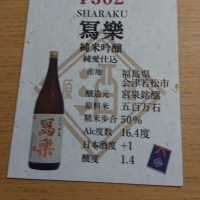 SHARAKU
寫樂
純米吟醸
純愛仕込
産地 福島県
会津若松市
醸造元 宮泉銘醸
原料米 五百万石
精米歩合 50%
Alc度数 16.4度
日本酒度 +1
酸度 1.4
寫樂